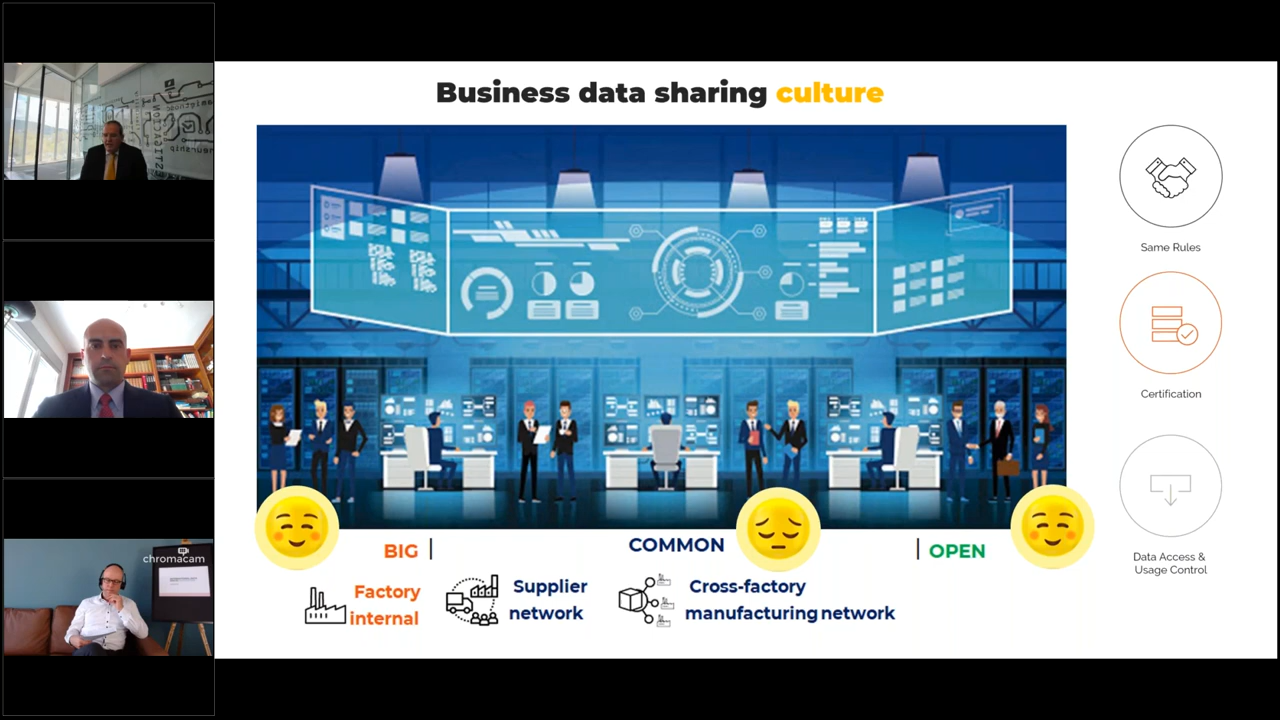 Business data sharing culture
Same Rules
Certification
Data Access &
Usage Control
BIG |
COMMON
| OPEN
Factory
internal
Supplier
network
Cross-factory
manufacturing network
chromacam